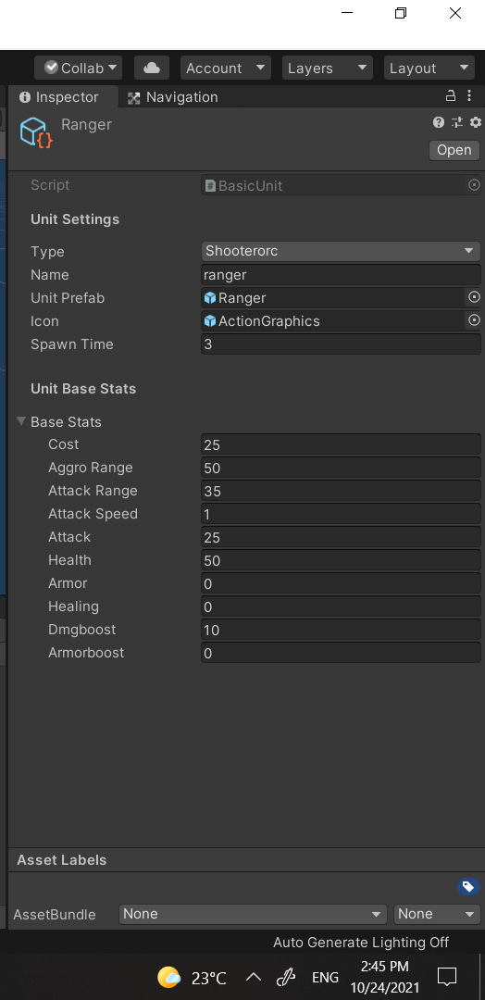 Collab Account Layers Layout
Inspector Navigation
Ranger
Open
Script BasicUnit
Unit Settings
Type Shooterorc
Name ranger
Unit Prefab Ranger
Icon ActionGraphics
Spawn Time 3
Unit Base Stats
Base Stats
Cost 25
Aggro Range 50
Attack Range 35
Attack Speed 1
Attack 25
Health 50
Armor 0
Healing 0
Dmgboost 10
Armorboost 0
Asset Labels
AssetBundle None None
Auto Generate Lighting Off
23°C ENG 2:45 PM
10/24/2021